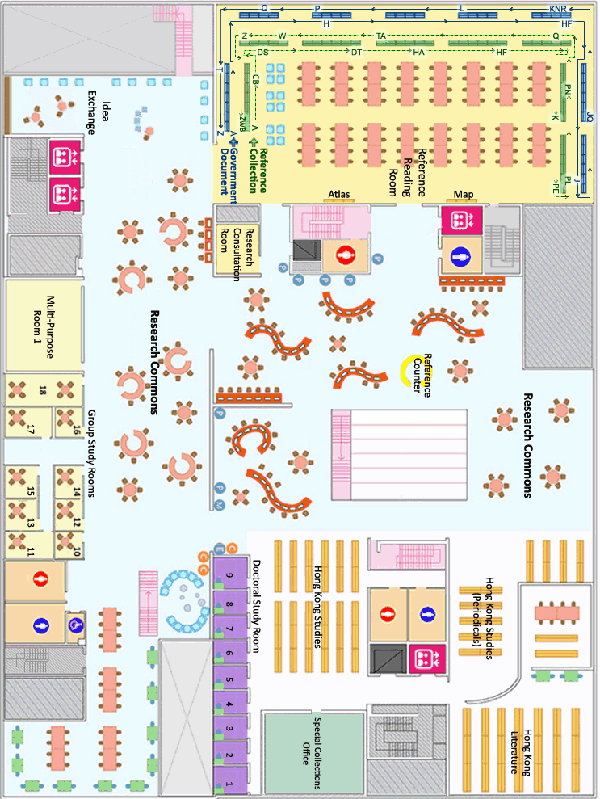 G
P
L
KNR
H
HF
Z
W
TA
Q
DS
DT
HA
HF
T
CB
PN
JQ
K
ZWB
Z
A
A
PL
J
PE
Government
Document
Reference
Collection
Reference
Reading
Room
Atlas
Map
Idea
Exchange
Research
Consultation
Room
P
P
P
P
P
Multi-Purpose
Room 1
Research Commons
Reference
Counter
Research
Commons
Group Study Rooms
18
17
16
15
14
13
12
11
10
P
P
M
E
C
C
C
Doctoral Study Room
9
8
7
6
5
4
3
2
1
Hong Kong Studies
Hong Kong Studies
(Periodicals)
Special Collections
Office
Hong Kong
Literature